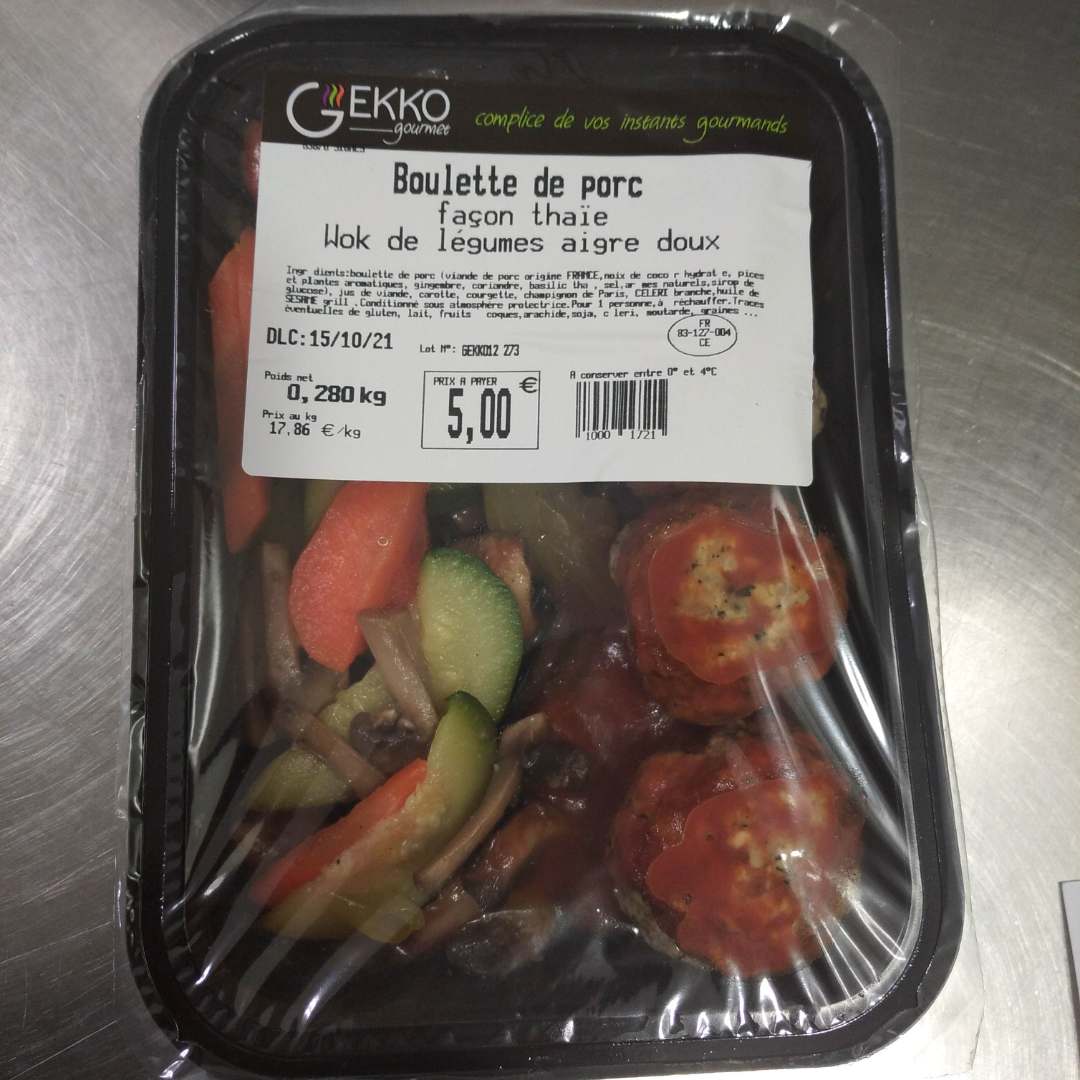 GEKKO
gourmet
complice de vos instants gourmands
Boulette de porc
façon thaïe
Wok de légumes aigre doux
Ingr dients:boulette de porc (viande de porc origine FRANCE,noix de coco r hydrat e, pices
et plantes aromatiques, gingembre, coriandre, basilic tha , sel,ar mes naturels,sirop de
glucose), jus de viande, carotte, courgette, champignon de Paris, CELERI branche,huile de
SESAME grill .Conditionné sous atmosphère protectrice.Pour 1 personne,à réchauffer.Traces
éventuelles de gluten, lait, fruits coques,arachide,soja, c leri, moutarde, graines ...
DLC:15/10/21
Lot N°: GEKKO12 273
FR
83-127-004
CE
Poids net
0,280 kg
Prix au kg
17,86 €/kg
PRIX A PAYER €
5,00
A conserver entre 0° et 4°C
1000 1721